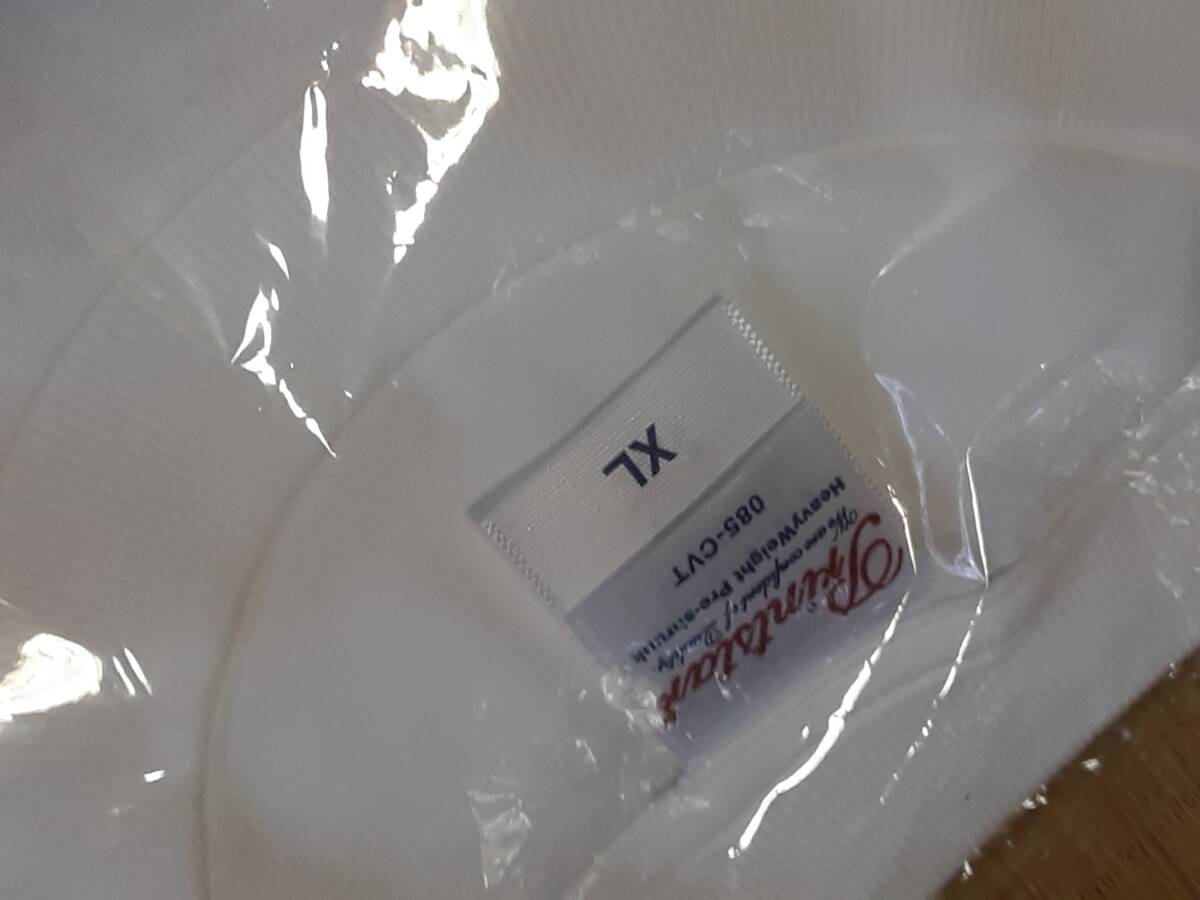 Printstar
We are confident of Quality
HeavyWeight Pre-shrunk
085-CVT
XL